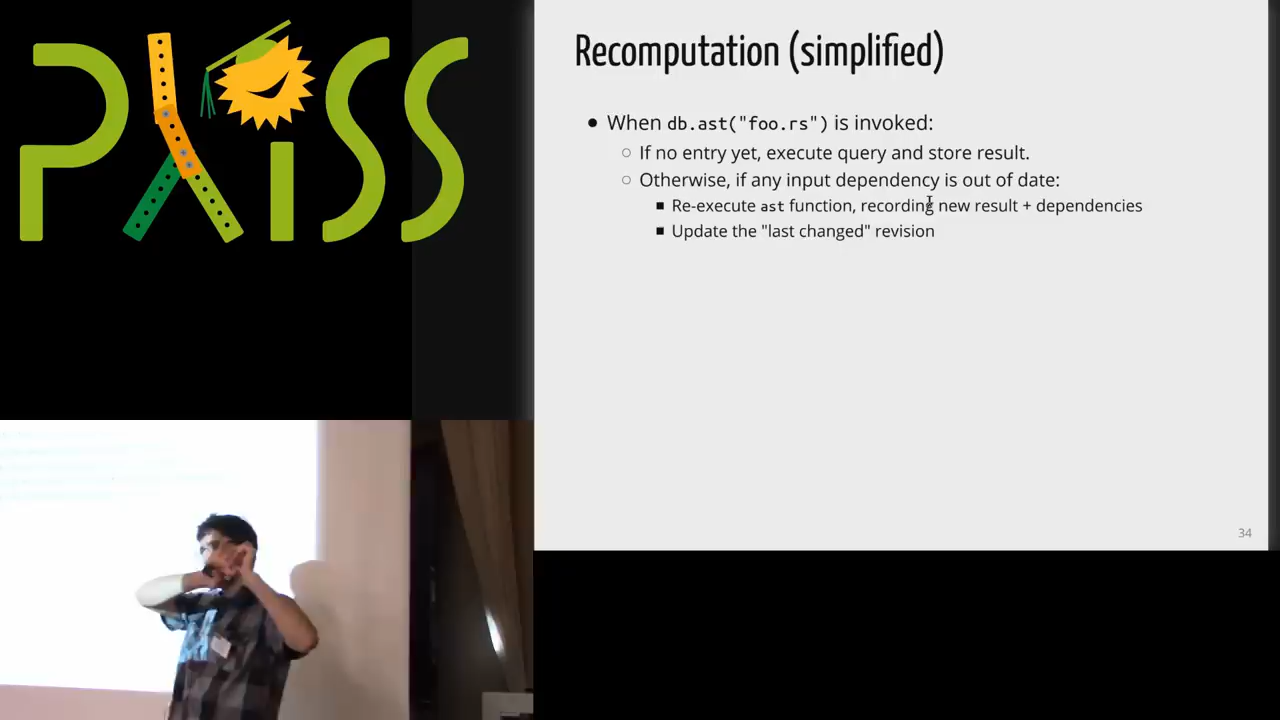 PLISS
Recomputation (simplified)
● When db.ast("foo.rs") is invoked:
○ If no entry yet, execute query and store result.
○ Otherwise, if any input dependency is out of date:
■ Re-execute ast function, recording new result + dependencies
■ Update the "last changed" revision
34